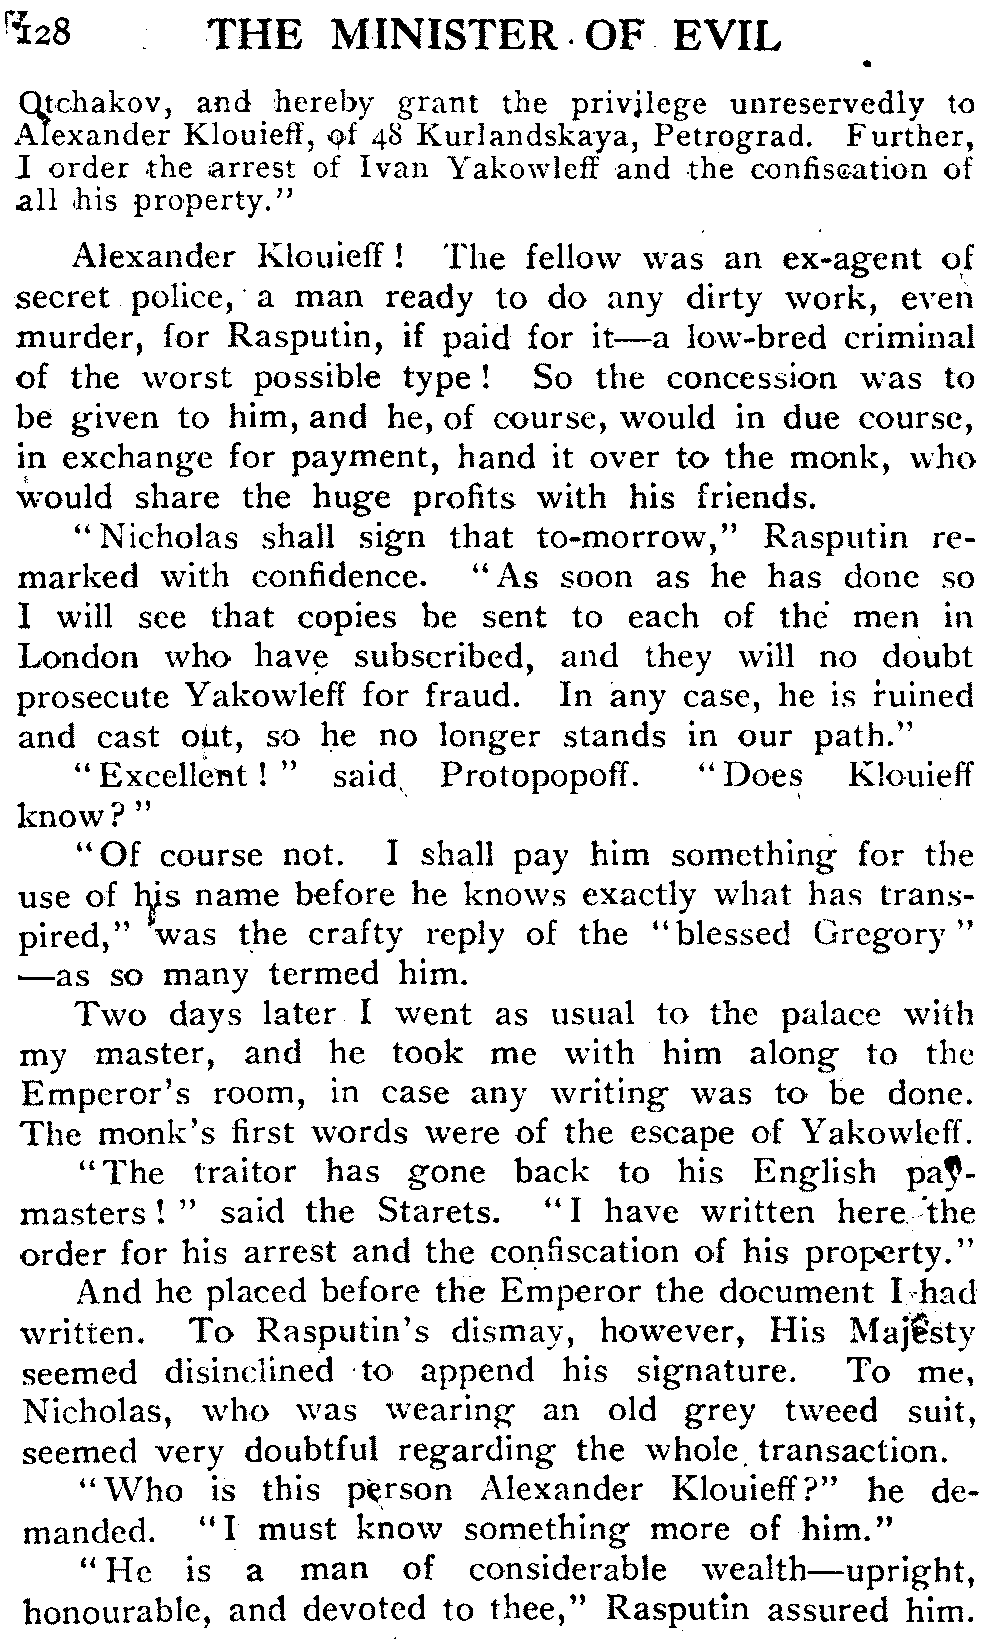 128 THE MINISTER OF EVIL
Otchakov, and hereby grant the privilege unreservedly to
Alexander Klouieff, of 48 Kurlandskaya, Petrograd. Further,
I order the arrest of Ivan Yakowleff and the confiscation of
all his property."
Alexander Klouieff! The fellow was an ex-agent of
secret police, a man ready to do any dirty work, even
murder, for Rasputin, if paid for it—a low-bred criminal
of the worst possible type! So the concession was to
be given to him, and he, of course, would in due course,
in exchange for payment, hand it over to the monk, who
would share the huge profits with his friends.
"Nicholas shall sign that to-morrow," Rasputin re-
marked with confidence. "As soon as he has done so
I will see that copies be sent to each of the men in
London who have subscribed, and they will no doubt
prosecute Yakowleff for fraud. In any case, he is ruined
and cast out, so he no longer stands in our path."
"Excellent!" said Protopopoff. "Does Klouieff
know?"
"Of course not. I shall pay him something for the
use of his name before he knows exactly what has trans-
pired," was the crafty reply of the "blessed Gregory"
—as so many termed him.
Two days later I went as usual to the palace with
my master, and he took me with him along to the
Emperor's room, in case any writing was to be done.
The monk's first words were of the escape of Yakowleff.
"The traitor has gone back to his English pay-
masters!" said the Starets. "I have written here the
order for his arrest and the confiscation of his property."
And he placed before the Emperor the document I had
written. To Rasputin's dismay, however, His Majesty
seemed disinclined to append his signature. To me,
Nicholas, who was wearing an old grey tweed suit,
seemed very doubtful regarding the whole transaction.
"Who is this person Alexander Klouieff?" he de-
manded. "I must know something more of him."
"He is a man of considerable wealth—upright,
honourable, and devoted to thee," Rasputin assured him.